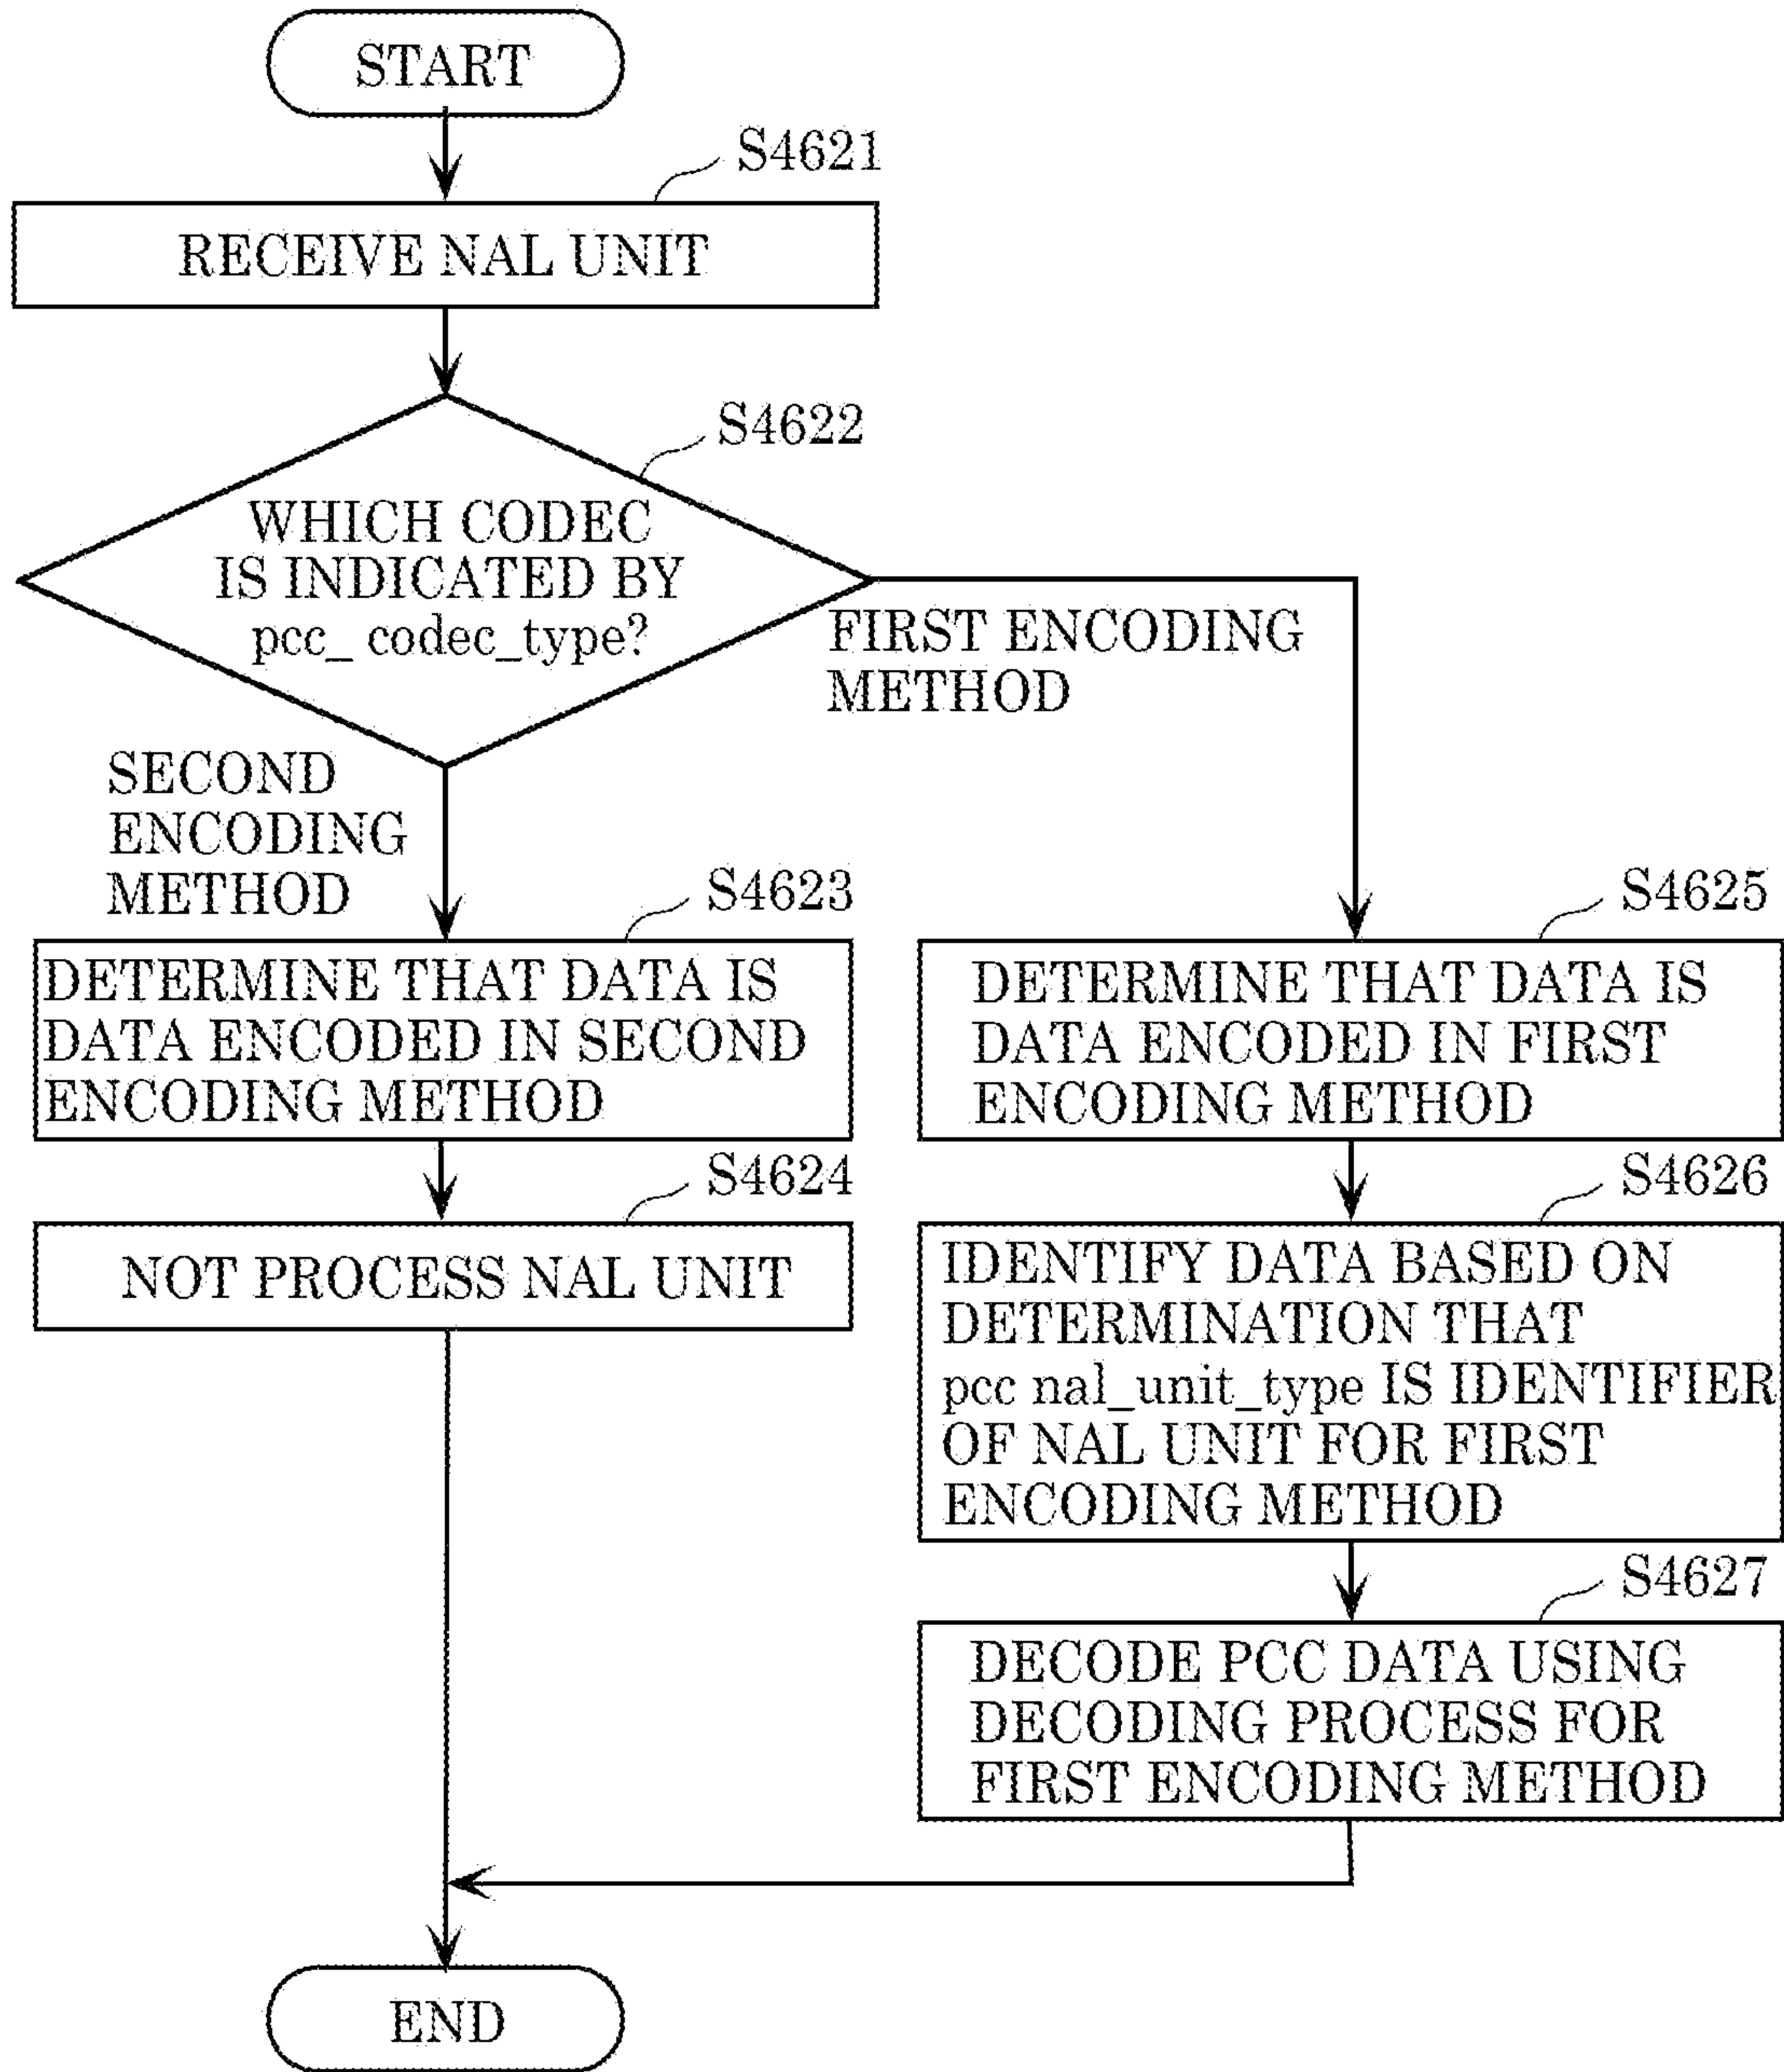 START
S4621
RECEIVE NAL UNIT
S4622
WHICH CODEC
IS INDICATED BY
pcc_ codec_type?
FIRST ENCODING
METHOD
SECOND
ENCODING
METHOD
S4623
DETERMINE THAT DATA IS
DATA ENCODED IN SECOND
ENCODING METHOD
S4624
NOT PROCESS NAL UNIT
S4625
DETERMINE THAT DATA IS
DATA ENCODED IN FIRST
ENCODING METHOD
S4626
IDENTIFY DATA BASED ON
DETERMINATION THAT
pcc nal_unit_type IS IDENTIFIER
OF NAL UNIT FOR FIRST
ENCODING METHOD
S4627
DECODE PCC DATA USING
DECODING PROCESS FOR
FIRST ENCODING METHOD
END